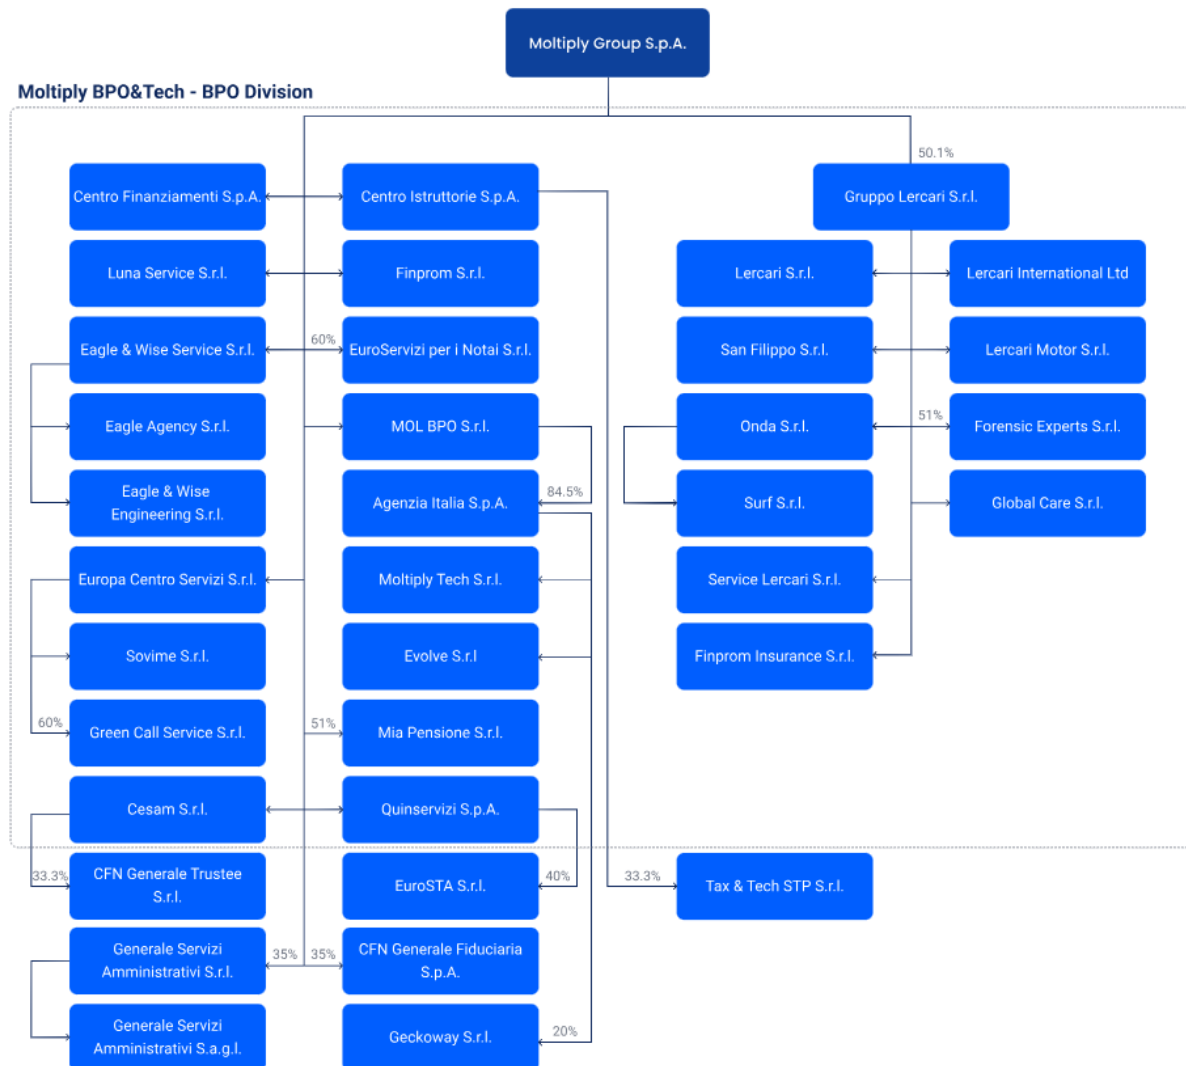 Moltiply Group S.p.A.
Moltiply BPO&Tech - BPO Division
50.1%
Centro Finanziamenti S.p.A.
Centro Istruttorie S.p.A.
Gruppo Lercari S.r.l.
Luna Service S.r.l.
Finprom S.r.l.
Lercari S.r.l.
Lercari International Ltd
Eagle & Wise Service S.r.l.
60%
EuroServizi per i Notai S.r.l.
San Filippo S.r.l.
Lercari Motor S.r.l.
Eagle Agency S.r.l.
MOL BPO S.r.l.
Onda S.r.l.
51%
Forensic Experts S.r.l.
Eagle & Wise
Engineering S.r.l.
Agenzia Italia S.p.A.
84.5%
Surf S.r.l.
Global Care S.r.l.
Europa Centro Servizi S.r.l.
Moltiply Tech S.r.l.
Service Lercari S.r.l.
Sovime S.r.l.
Evolve S.r.l
Finprom Insurance S.r.l.
60%
Green Call Service S.r.l.
51%
Mia Pensione S.r.l.
Cesam S.r.l.
Quinservizi S.p.A.
33.3%
CFN Generale Trustee
S.r.l.
EuroSTA S.r.l.
40%
33.3%
Tax & Tech STP S.r.l.
Generale Servizi
Amministrativi S.r.l.
35%
35%
CFN Generale Fiduciaria
S.p.A.
Generale Servizi
Amministrativi S.a.g.l.
Geckoway S.r.l.
20%